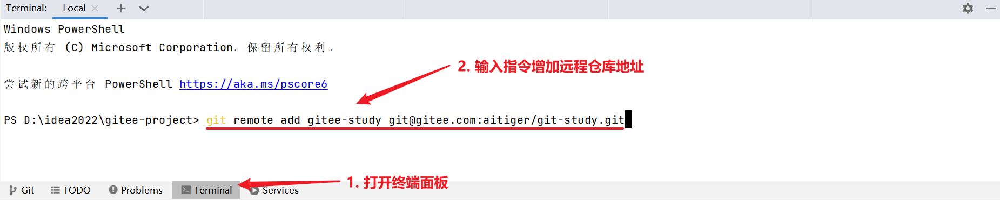 Terminal: Local
Windows PowerShell
版权所有 (C) Microsoft Corporation。保留所有权利。
2. 输入指令增加远程仓库地址
尝试新的跨平台 PowerShell https://aka.ms/pscore6
PS D:\idea2022\gitee-project> git remote add gitee-study git@gitee.com:aitiger/git-study.git
1. 打开终端面板
Git TODO Problems Terminal Services